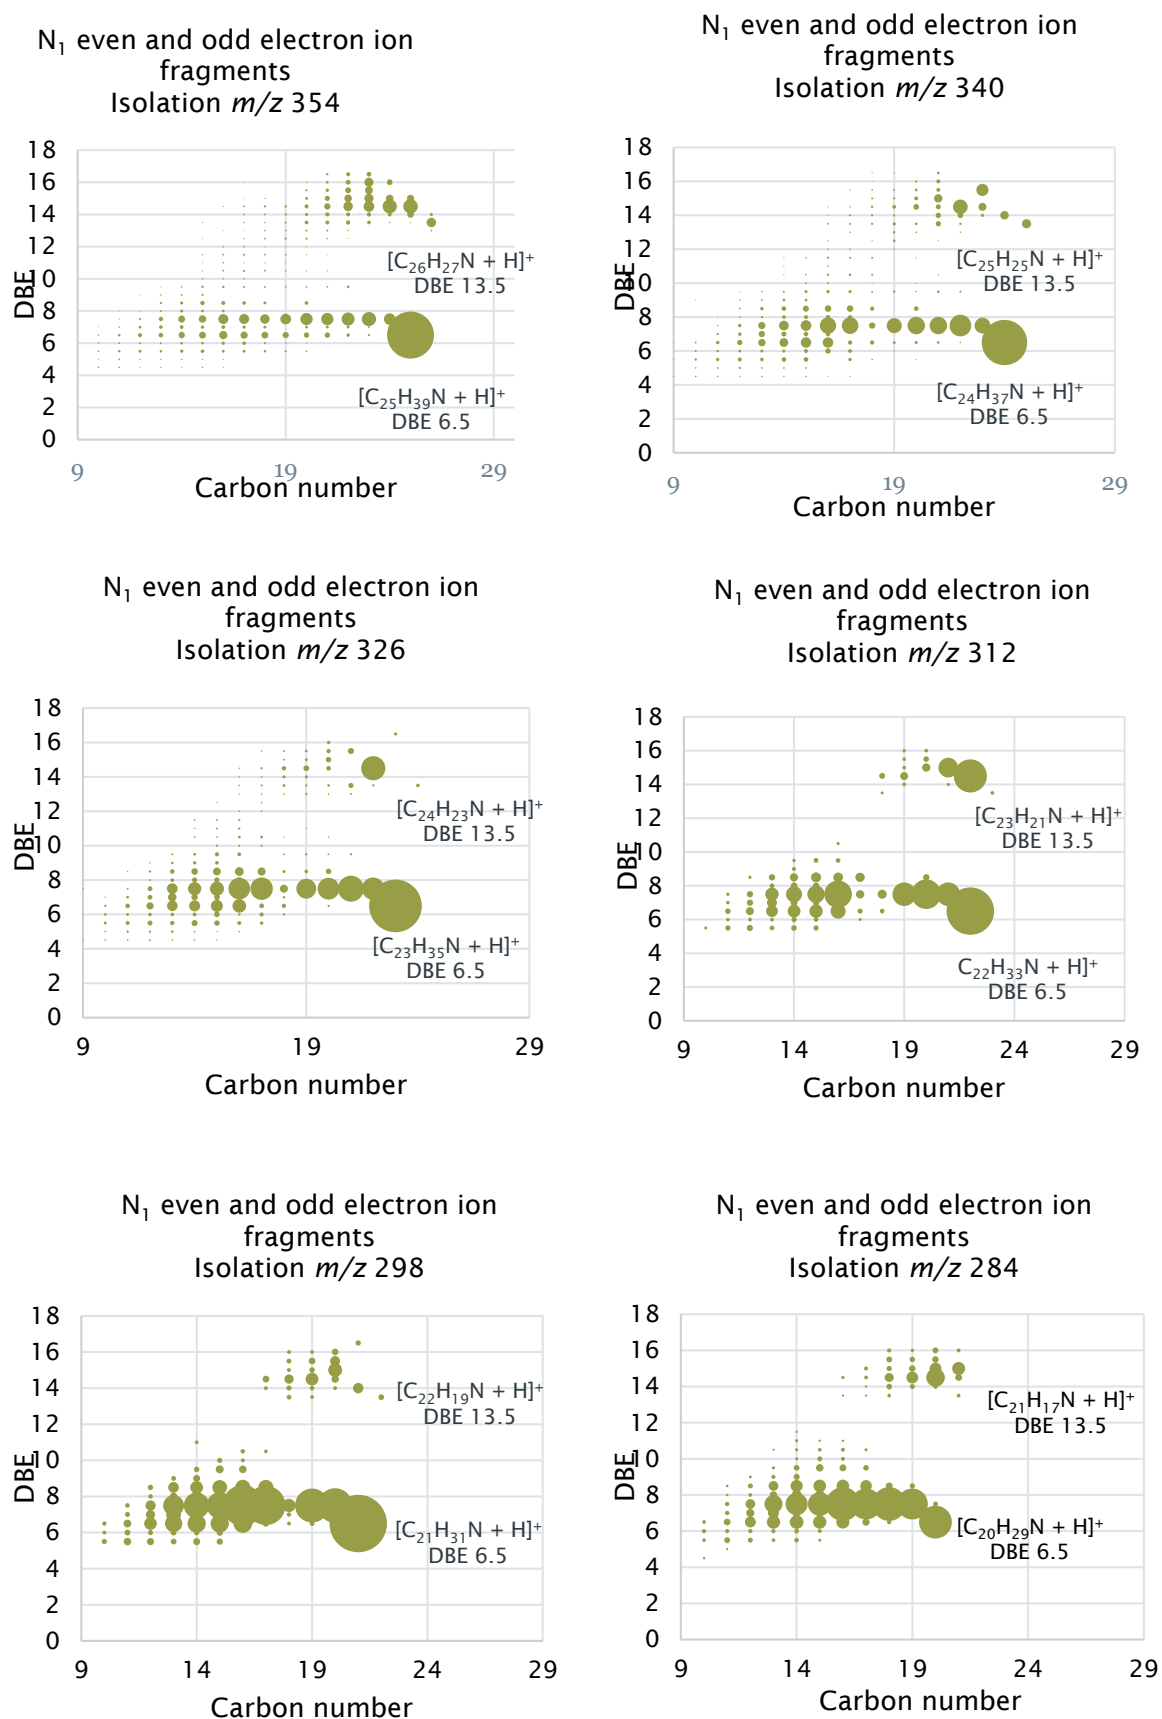 N₁ even and odd electron ion
fragments
Isolation m/z 354
18
16
14
12
10
8
6
4
2
0
DBE
[C₂₆H₂₇N + H]⁺
DBE 13.5
[C₂₅H₃₉N + H]⁺
DBE 6.5
9 19 29
Carbon number
N₁ even and odd electron ion
fragments
Isolation m/z 340
18
16
14
12
10
8
6
4
2
0
DBE
[C₂₅H₂₅N + H]⁺
DBE 13.5
[C₂₄H₃₇N + H]⁺
DBE 6.5
9 19 29
Carbon number
N₁ even and odd electron ion
fragments
Isolation m/z 326
18
16
14
12
10
8
6
4
2
0
DBE
[C₂₄H₂₃N + H]⁺
DBE 13.5
[C₂₃H₃₅N + H]⁺
DBE 6.5
9 19 29
Carbon number
N₁ even and odd electron ion
fragments
Isolation m/z 312
18
16
14
12
10
8
6
4
2
0
DBE
[C₂₃H₂₁N + H]⁺
DBE 13.5
C₂₂H₃₃N + H]⁺
DBE 6.5
9 14 19 24 29
Carbon number
N₁ even and odd electron ion
fragments
Isolation m/z 298
18
16
14
12
10
8
6
4
2
0
DBE
[C₂₂H₁₉N + H]⁺
DBE 13.5
[C₂₁H₃₁N + H]⁺
DBE 6.5
9 14 19 24 29
Carbon number
N₁ even and odd electron ion
fragments
Isolation m/z 284
18
16
14
12
10
8
6
4
2
0
DBE
[C₂₁H₁₇N + H]⁺
DBE 13.5
[C₂₀H₂₉N + H]⁺
DBE 6.5
9 14 19 24 29
Carbon number